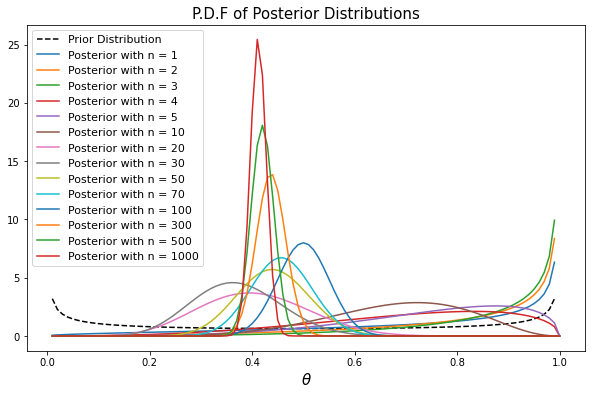 P.D.F of Posterior Distributions
Prior Distribution
Posterior with n = 1
Posterior with n = 2
Posterior with n = 3
Posterior with n = 4
Posterior with n = 5
Posterior with n = 10
Posterior with n = 20
Posterior with n = 30
Posterior with n = 50
Posterior with n = 70
Posterior with n = 100
Posterior with n = 300
Posterior with n = 500
Posterior with n = 1000
25
20
15
10
5
0
0.0 0.2 0.4 0.6 0.8 1.0
θ